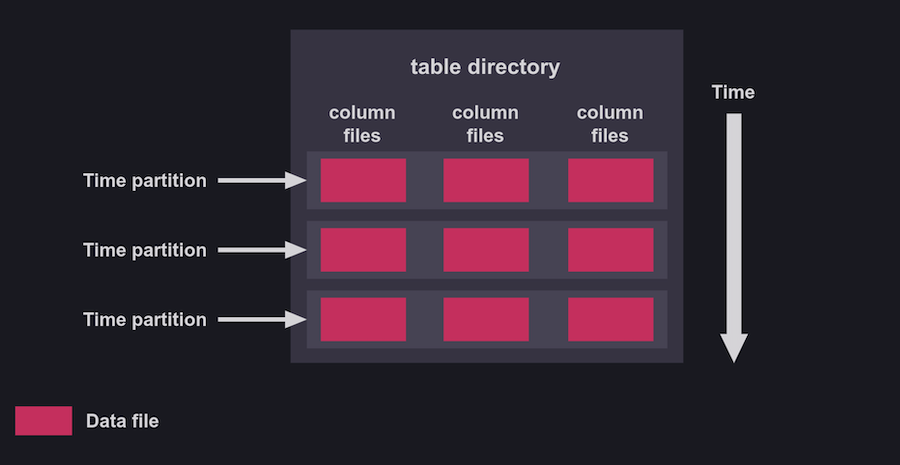 table directory
Time
column
files
column
files
column
files
Time partition
Time partition
Time partition
Data file